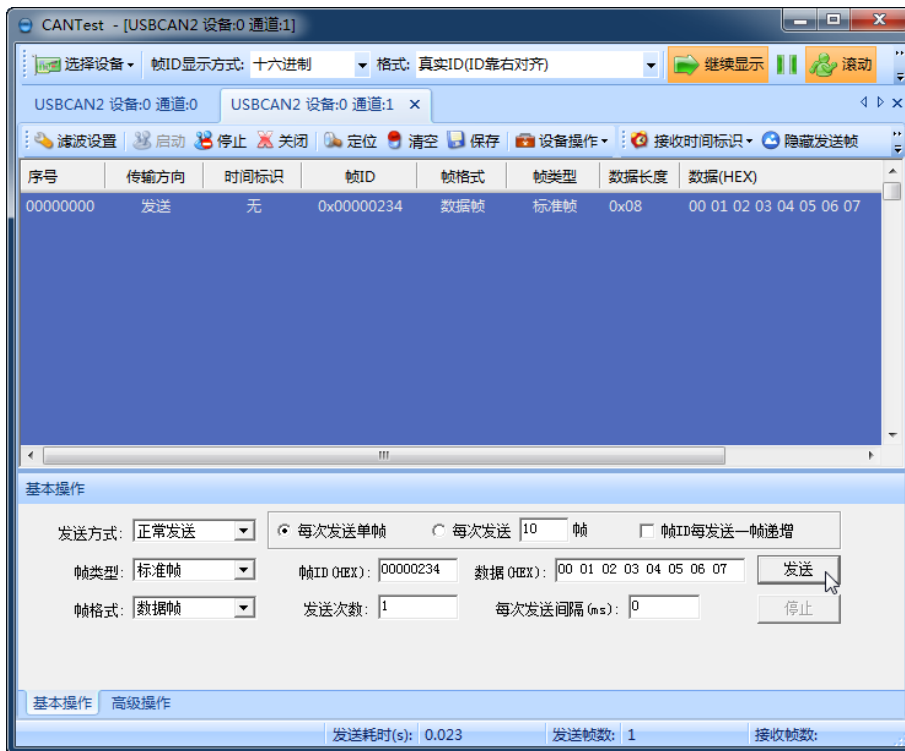 CANTest - [USBCAN2 设备:0 通道:1]
选择设备 帧ID显示方式: 十六进制 格式: 真实ID(ID靠右对齐) 继续显示 滚动
USBCAN2 设备:0 通道:0 USBCAN2 设备:0 通道:1 ×
滤波设置 启动 停止 关闭 定位 清空 保存 设备操作 接收时间标识 隐藏发送帧
序号 传输方向 时间标识 帧ID 帧格式 帧类型 数据长度 数据(HEX)
00000000 发送 无 0x00000234 数据帧 标准帧 0x08 00 01 02 03 04 05 06 07
基本操作
发送方式: 正常发送 每次发送单帧 每次发送 10 帧 帧ID每发送一帧递增
帧类型: 标准帧 帧ID(HEX): 00000234 数据(HEX): 00 01 02 03 04 05 06 07 发送
帧格式: 数据帧 发送次数: 1 每次发送间隔(ms): 0 停止
基本操作 高级操作
发送耗时(s): 0.023 发送帧数: 1 接收帧数: